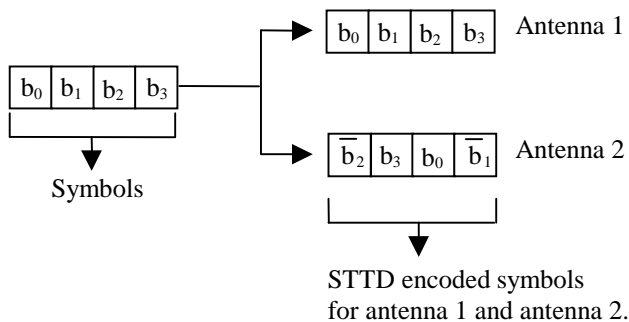 b₀ b₁ b₂ b₃ Antenna 1
b₀ b₁ b₂ b₃
b̅₂ b₃ b₀ b̅₁ Antenna 2
Symbols
STTD encoded symbols
for antenna 1 and antenna 2.